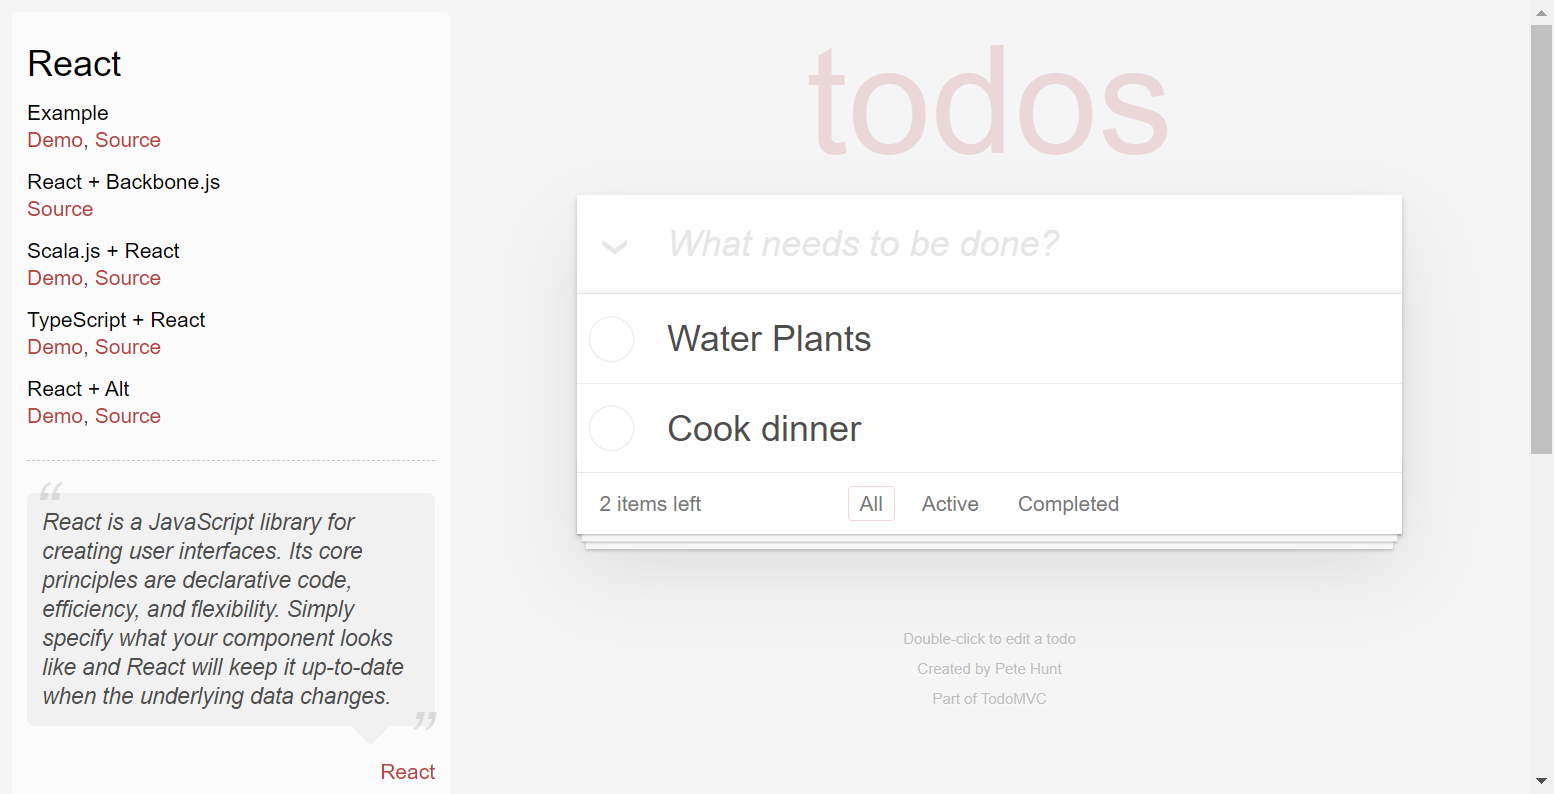 React
Example
Demo, Source
React + Backbone.js
Source
Scala.js + React
Demo, Source
TypeScript + React
Demo, Source
React + Alt
Demo, Source
“
React is a JavaScript library for
creating user interfaces. Its core
principles are declarative code,
efficiency, and flexibility. Simply
specify what your component looks
like and React will keep it up-to-date
when the underlying data changes.
”
React
todos
What needs to be done?
Water Plants
Cook dinner
2 items left All Active Completed
Double-click to edit a todo
Created by Pete Hunt
Part of TodoMVC